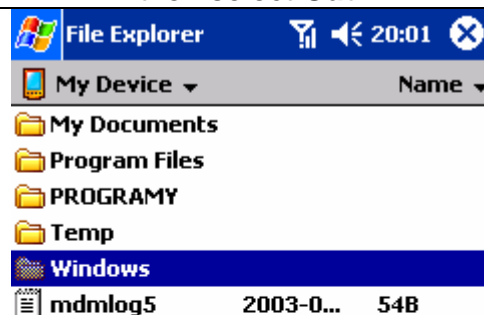 File Explorer 20:01
My Device Name
My Documents
Program Files
PROGRAMY
Temp
Windows
mdmlog5 2003-0... 54B